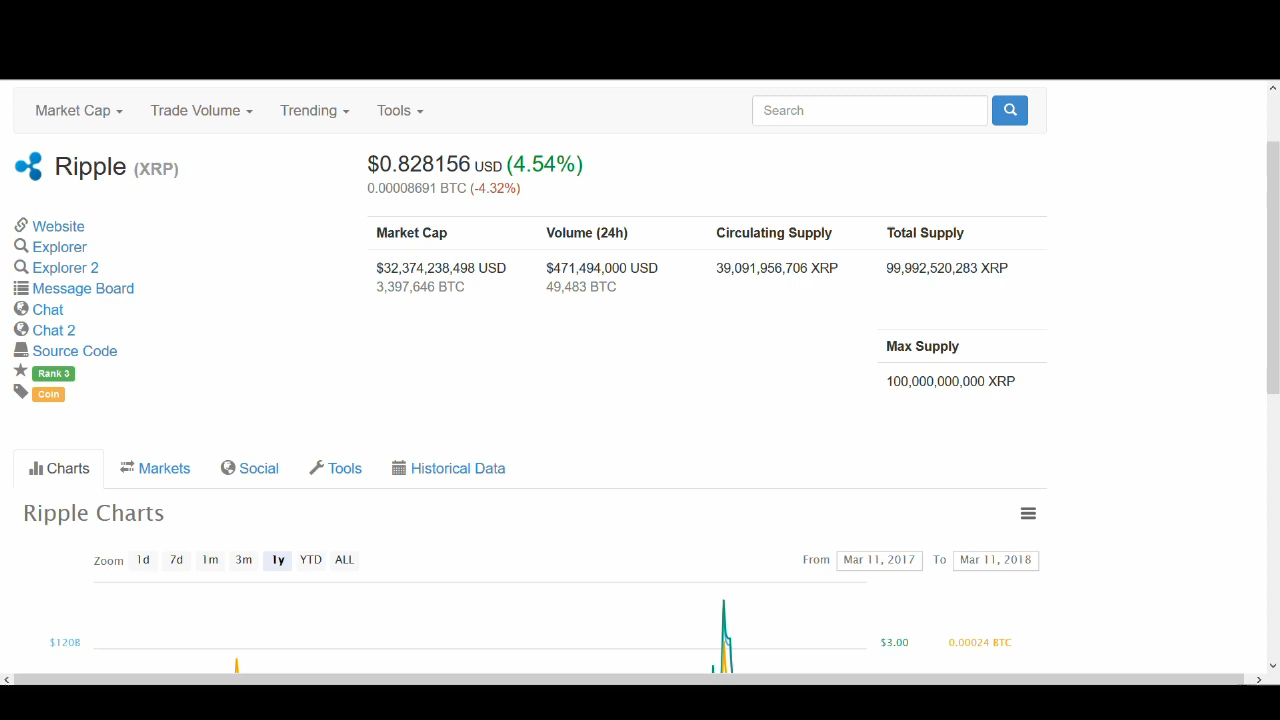 Market Cap Trade Volume Trending Tools Search
Ripple (XRP)
$0.828156 USD (4.54%)
0.00008691 BTC (-4.32%)
Website
Explorer
Explorer 2
Message Board
Chat
Chat 2
Source Code
Rank 3
Coin
Market Cap Volume (24h) Circulating Supply Total Supply
$32,374,238,498 USD $471,494,000 USD 39,091,956,706 XRP 99,992,520,283 XRP
3,397,646 BTC 49,483 BTC
Max Supply
100,000,000,000 XRP
Charts Markets Social Tools Historical Data
Ripple Charts
Zoom 1d 7d 1m 3m 1y YTD ALL From Mar 11, 2017 To Mar 11, 2018
$120B $3.00 0.00024 BTC